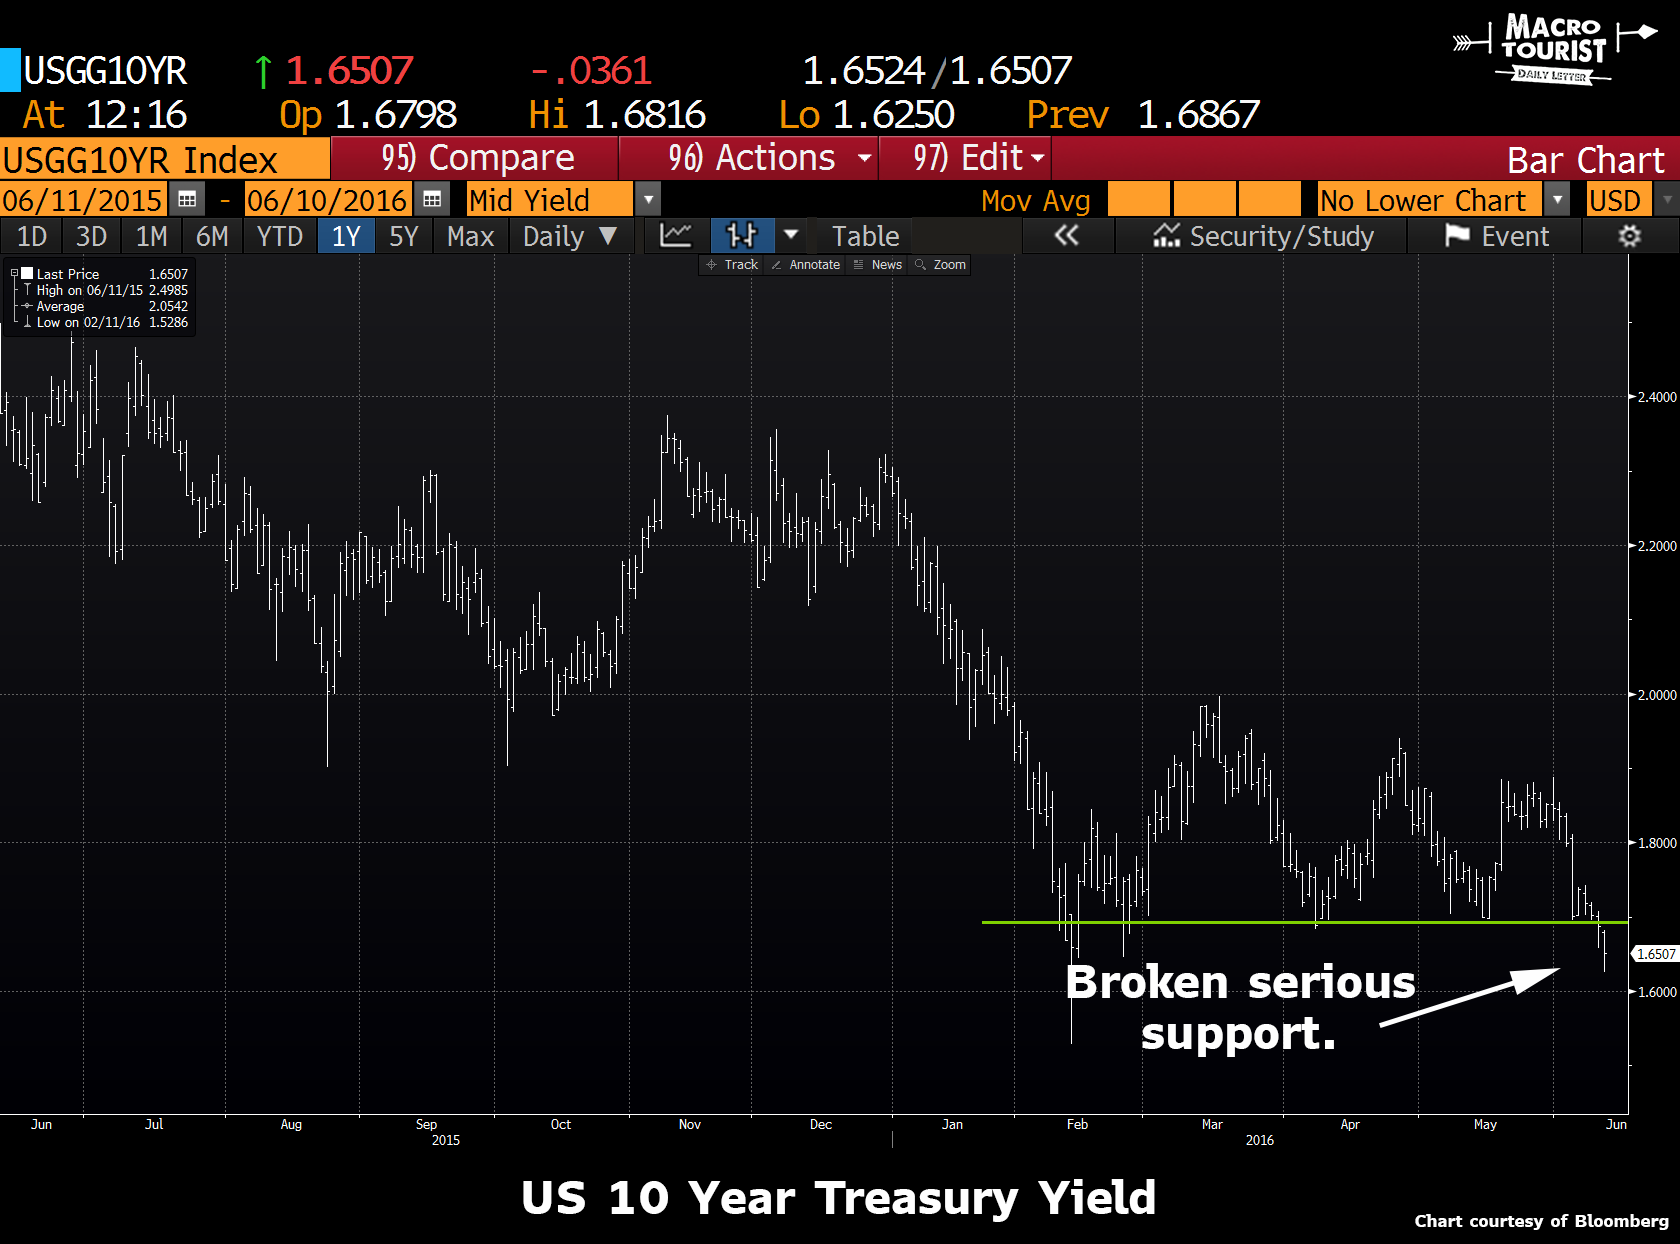 MACRO
TOURIST
DAILY LETTER
USGG10YR ↑ 1.6507 -.0361 1.6524/1.6507
At 12:16 Op 1.6798 Hi 1.6816 Lo 1.6250 Prev 1.6867
USGG10YR Index 95) Compare 96) Actions 97) Edit Bar Chart
06/11/2015 - 06/10/2016 Mid Yield Mov Avg No Lower Chart USD
1D 3D 1M 6M YTD 1Y 5Y Max Daily ▼ Table « Security/Study Event
Track Annotate News Zoom
Last Price 1.6507
High on 06/11/15 2.4985
Average 2.0542
Low on 02/11/16 1.5286
2.4000
2.2000
2.0000
1.8000
1.6507
1.6000
Broken serious
support.
Jun Jul Aug Sep Oct Nov Dec Jan Feb Mar Apr May Jun
2015 2016
US 10 Year Treasury Yield
Chart courtesy of Bloomberg